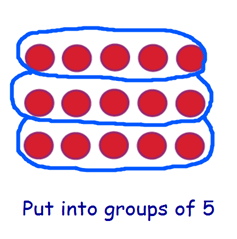 Put into groups of 5